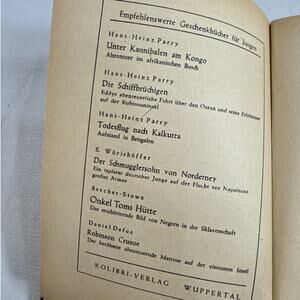 Empfehlenswerte Geschenkbücher für Jungen
Hans-Heinz Parry
Unter Kannibalen am Kongo
Abenteuer im afrikanischen Busch
Hans-Heinz Parry
Die Schiffbrüchigen
Eddys abenteuerliche Fahrt über den Ozean und seine Erlebnisse
auf der Robinsoninsel
Hans-Heinz Parry
Todesflug nach Kalkutta
Aufstand in Bengalen
S. Wörishöffer
Der Schmugglersohn von Norderney
Ein tapferer deutscher Junge auf der Flucht vor Napoleons
großer Armee
Beecher-Stowe
Onkel Toms Hütte
Das erschütternde Bild von Negern in der Sklavenschaft
Daniel Defoe
Robinson Crusoe
Der berühmte abenteuernde Matrose auf der einsamen Insel
KOLIBRI-VERLAG WUPPERTAL